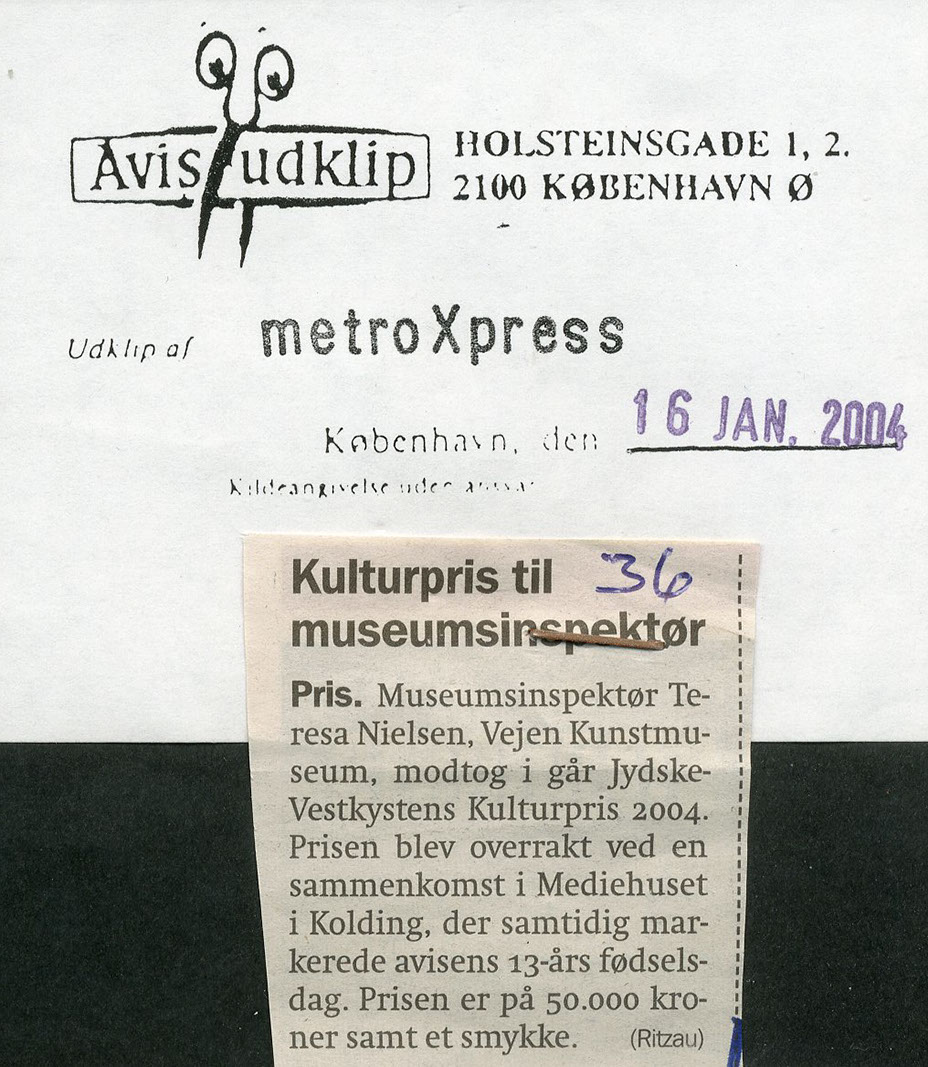 Avis udklip
HOLSTEINSGADE 1, 2.
2100 KØBENHAVN Ø
Udklip af metroXpress
København, den 16 JAN. 2004
Kildeangivelse uden ansvar
Kulturpris til 36
museumsinspektør
Pris. Museumsinspektør Te-
resa Nielsen, Vejen Kunstmu-
seum, modtog i går Jydske-
Vestkystens Kulturpris 2004.
Prisen blev overrakt ved en
sammenkomst i Mediehuset
i Kolding, der samtidig mar-
kerede avisens 13-års fødsels-
dag. Prisen er på 50.000 kro-
ner samt et smykke. (Ritzau)